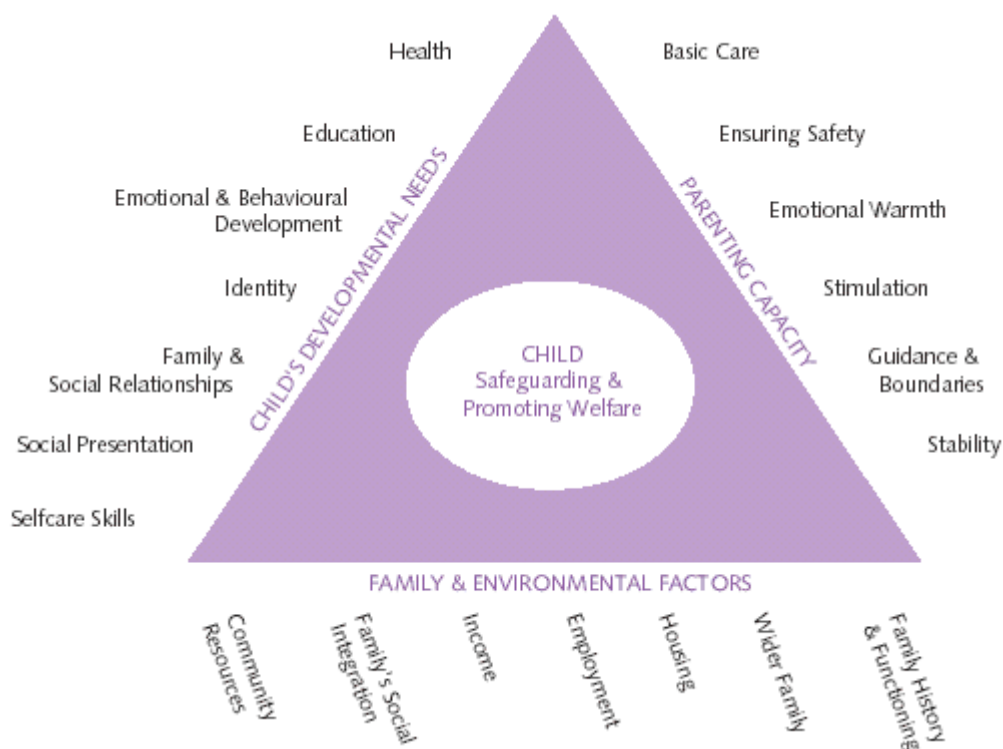 Health
Education
Emotional & Behavioural
Development
Identity
Family &
Social Relationships
Social Presentation
Selfcare Skills
CHILD'S DEVELOPMENTAL NEEDS
CHILD
Safeguarding &
Promoting Welfare
PARENTING CAPACITY
Basic Care
Ensuring Safety
Emotional Warmth
Stimulation
Guidance &
Boundaries
Stability
FAMILY & ENVIRONMENTAL FACTORS
Community
Resources
Family's Social
Integration
Income
Employment
Housing
Wider Family
Family History
& Functioning